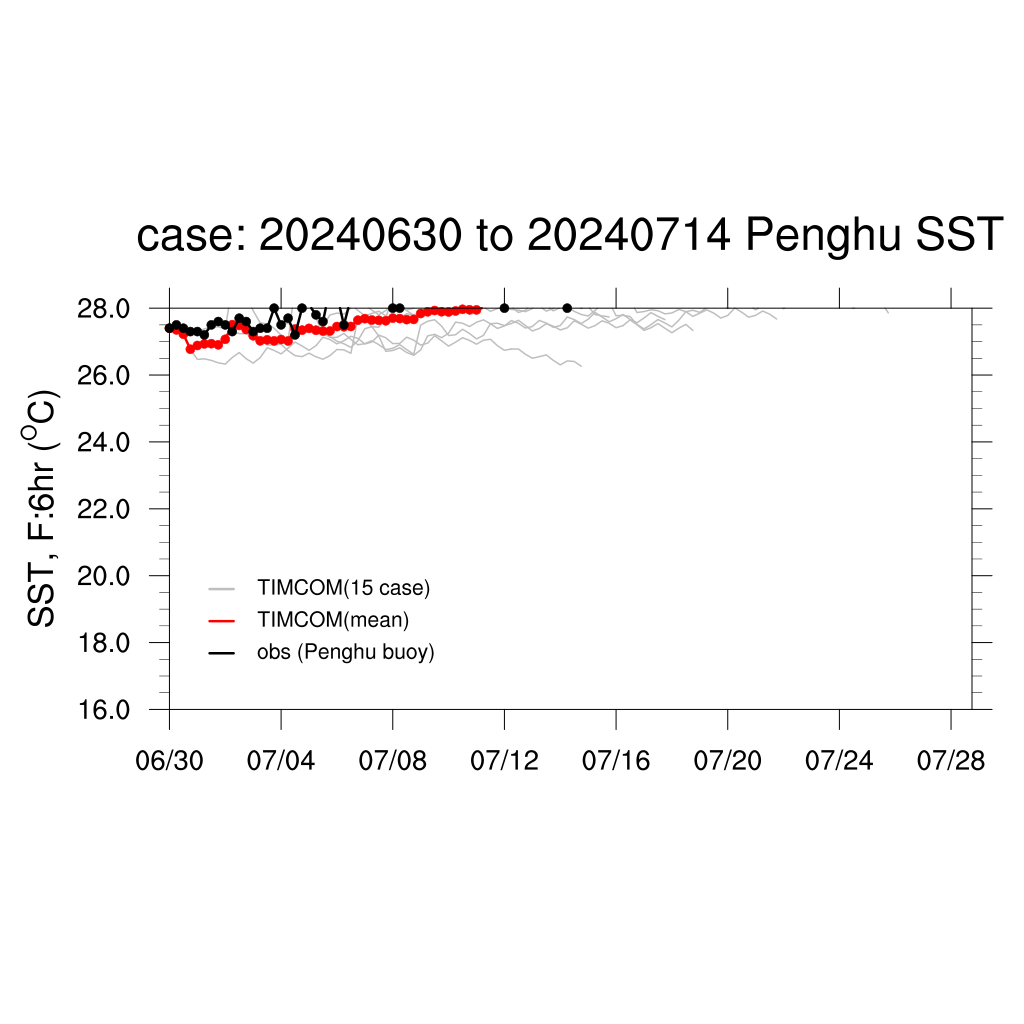 case: 20240630 to 20240714 Penghu SST
SST, F:6hr (°C)
28.0
26.0
24.0
22.0
20.0
18.0
16.0
TIMCOM(15 case)
TIMCOM(mean)
obs (Penghu buoy)
06/30 07/04 07/08 07/12 07/16 07/20 07/24 07/28